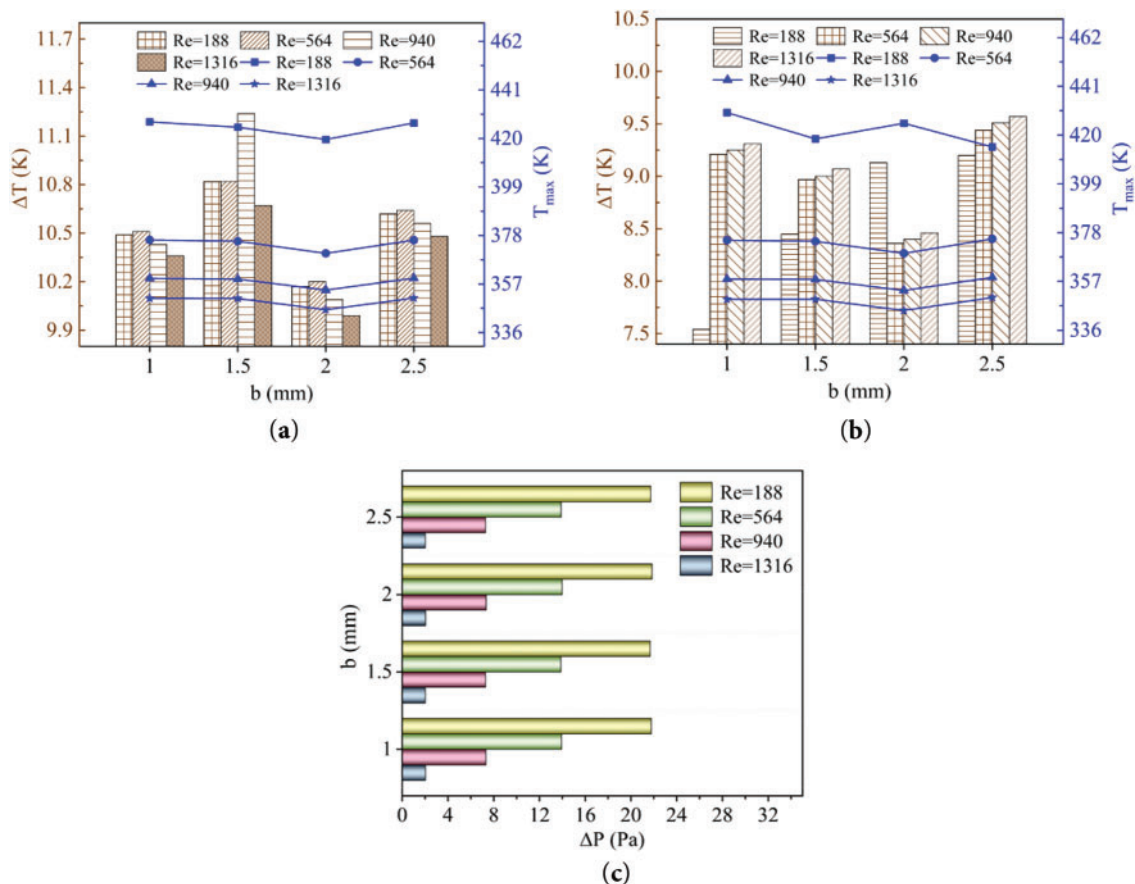 11.7
11.4
11.1
10.8
10.5
10.2
9.9
ΔT (K)
Re=188 Re=564 Re=940
Re=1316 Re=188 Re=564
Re=940 Re=1316
462
441
420
399
378
357
336
Tmax (K)
1 1.5 2 2.5
b (mm)
(a)
10.5
10.0
9.5
9.0
8.5
8.0
7.5
ΔT (K)
Re=188 Re=564 Re=940
Re=1316 Re=188 Re=564
Re=940 Re=1316
462
441
420
399
378
357
336
Tmax (K)
1 1.5 2 2.5
b (mm)
(b)
2.5
2
1.5
1
b (mm)
Re=188
Re=564
Re=940
Re=1316
0 4 8 12 16 20 24 28 32
ΔP (Pa)
(c)